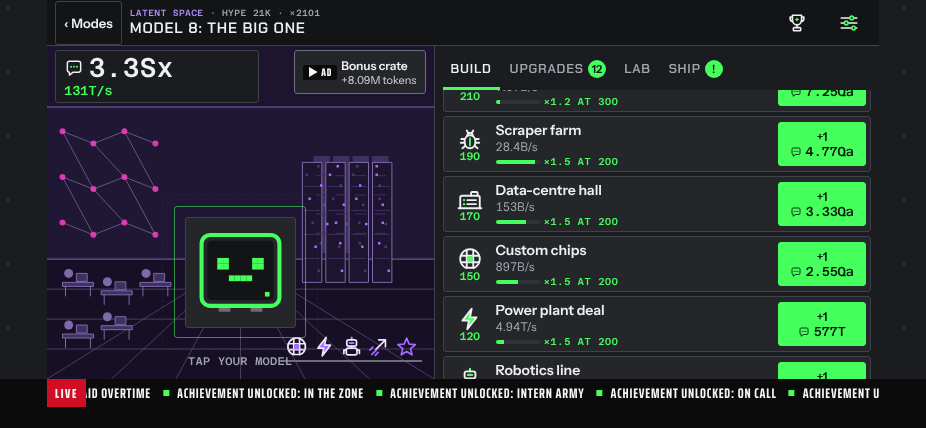 ‹ Modes
LATENT SPACE · HYPE 21K · ×2101
MODEL 8: THE BIG ONE
3.3Sx
131T/s
AD
Bonus crate
+8.09M tokens
TAP YOUR MODEL
BUILD
UPGRADES 12
LAB
SHIP !
210
×1.2 AT 300
7.25Qa
Scraper farm
28.4B/s
190
×1.5 AT 200
+1
4.77Qa
Data-centre hall
153B/s
170
×1.5 AT 200
+1
3.33Qa
Custom chips
897B/s
150
×1.5 AT 200
+1
2.55Qa
Power plant deal
4.94T/s
120
×1.5 AT 200
+1
577T
Robotics line
+1
LIVE
ID OVERTIME ■ ACHIEVEMENT UNLOCKED: IN THE ZONE ■ ACHIEVEMENT UNLOCKED: INTERN ARMY ■ ACHIEVEMENT UNLOCKED: ON CALL ■ ACHIEVEMENT U